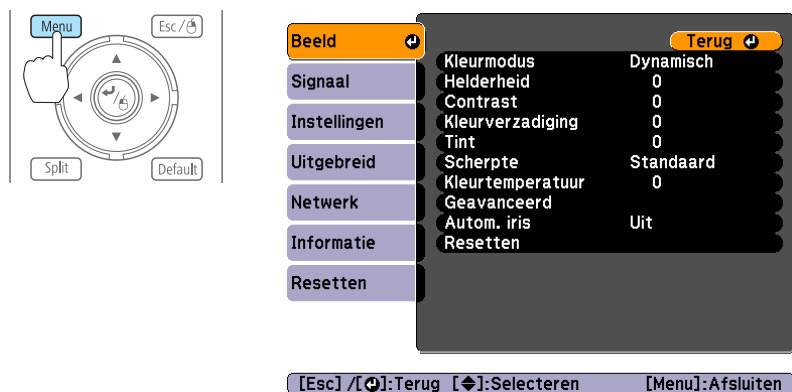 Menu
Esc /
Split
Default
Beeld
Signaal
Instellingen
Uitgebreid
Netwerk
Informatie
Resetten
Terug
Kleurmodus Dynamisch
Helderheid 0
Contrast 0
Kleurverzadiging 0
Tint 0
Scherpte Standaard
Kleurtemperatuur 0
Geavanceerd
Autom. iris Uit
Resetten
[Esc] /[⏎]:Terug [◆]:Selecteren [Menu]:Afsluiten